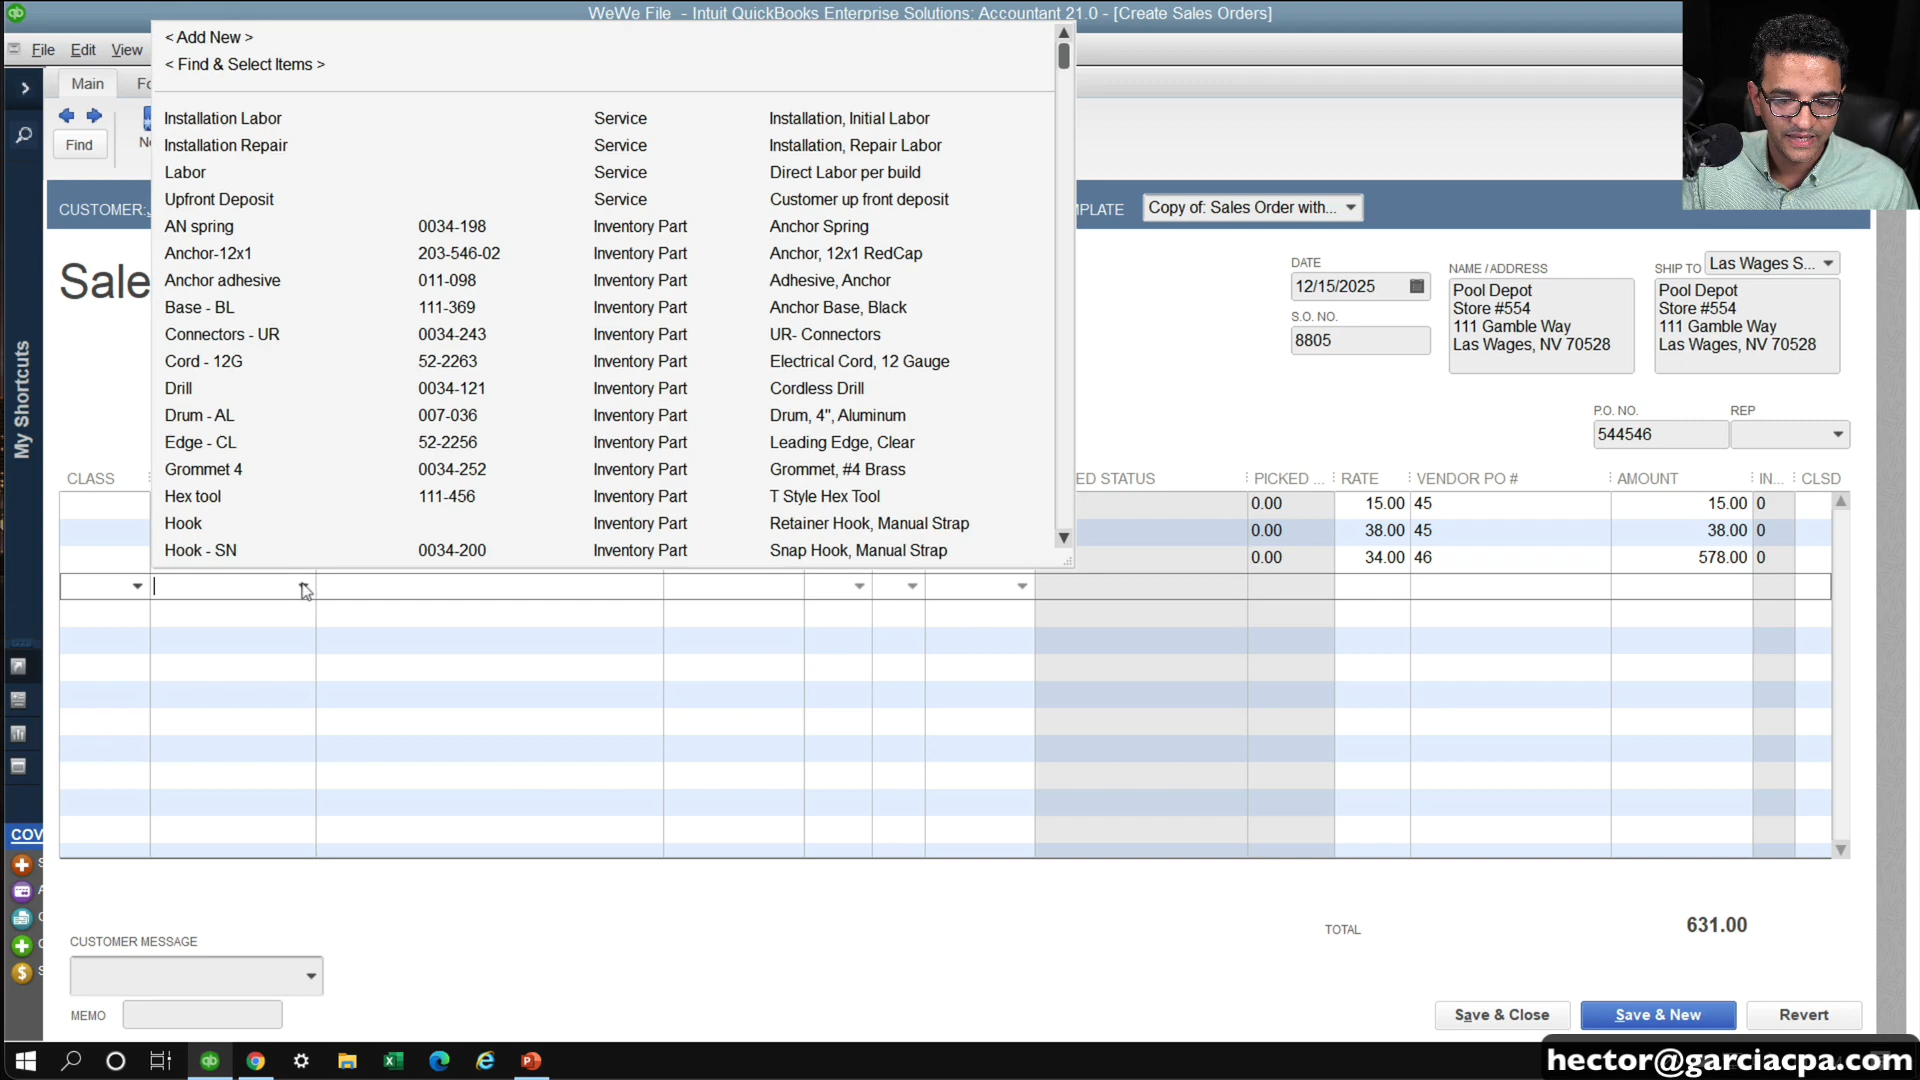 WeWe File - Intuit QuickBooks Enterprise Solutions: Accountant 21.0 - [Create Sales Orders]
File Edit View
Main
Find
< Add New >
< Find & Select Items >
Installation Labor Service Installation, Initial Labor
Installation Repair Service Installation, Repair Labor
Labor Service Direct Labor per build
Upfront Deposit Service Customer up front deposit
AN spring 0034-198 Inventory Part Anchor Spring
Anchor-12x1 203-546-02 Inventory Part Anchor, 12x1 RedCap
Anchor adhesive 011-098 Inventory Part Adhesive, Anchor
Base - BL 111-369 Inventory Part Anchor Base, Black
Connectors - UR 0034-243 Inventory Part UR- Connectors
Cord - 12G 52-2263 Inventory Part Electrical Cord, 12 Gauge
Drill 0034-121 Inventory Part Cordless Drill
Drum - AL 007-036 Inventory Part Drum, 4", Aluminum
Edge - CL 52-2256 Inventory Part Leading Edge, Clear
Grommet 4 0034-252 Inventory Part Grommet, #4 Brass
Hex tool 111-456 Inventory Part T Style Hex Tool
Hook Inventory Part Retainer Hook, Manual Strap
Hook - SN 0034-200 Inventory Part Snap Hook, Manual Strap
My Shortcuts
CUSTOMER:
PLATE Copy of: Sales Order with...
Sale
DATE
12/15/2025
S.O. NO.
8805
NAME / ADDRESS
Pool Depot
Store #554
111 Gamble Way
Las Wages, NV 70528
SHIP TO Las Wages S...
Pool Depot
Store #554
111 Gamble Way
Las Wages, NV 70528
P.O. NO. REP
544546
CLASS ED STATUS PICKED ... RATE VENDOR PO # AMOUNT IN... CLSD
0.00 15.00 45 15.00 0
0.00 38.00 45 38.00 0
0.00 34.00 46 578.00 0
COV
TOTAL 631.00
CUSTOMER MESSAGE
MEMO
Save & Close Save & New Revert
hector@garciacpa.com